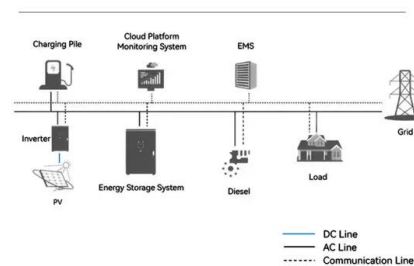 Charging Pile
Cloud Platform
Monitoring System
EMS
Grid
Inverter
PV
Energy Storage System
Diesel
Load
DC Line
AC Line
Communication Line